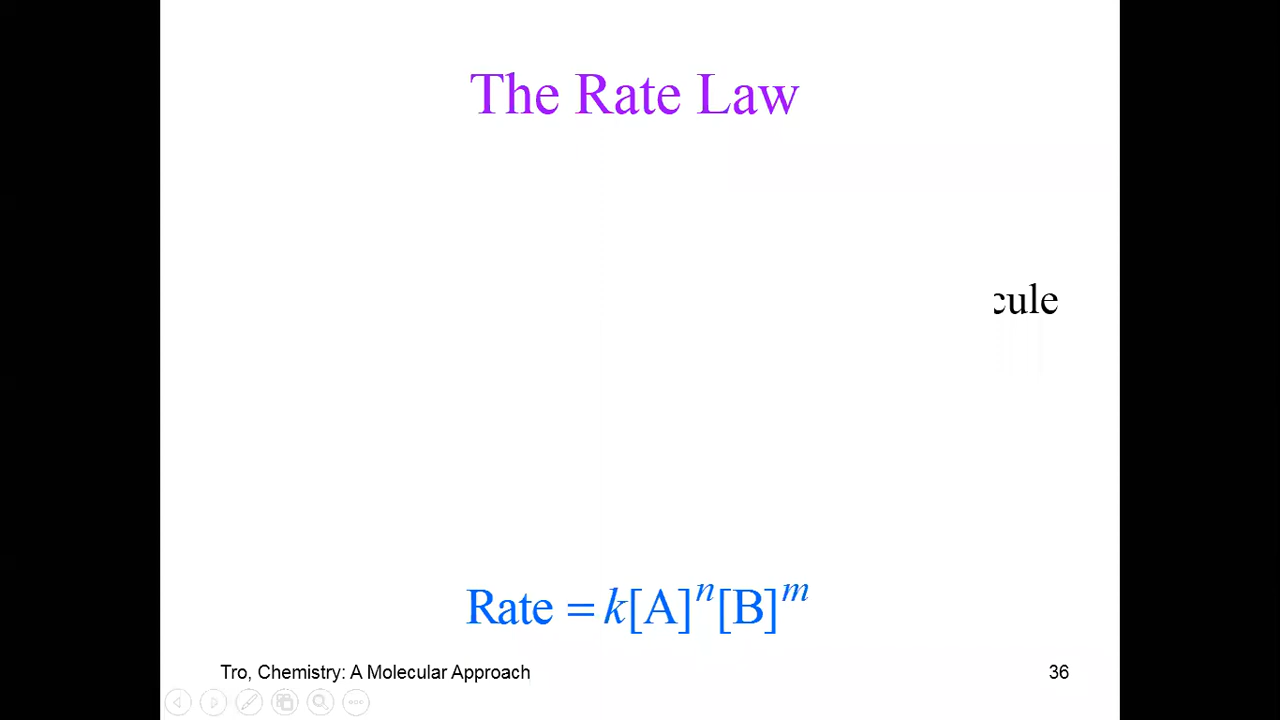 The Rate Law
cule
Rate = k[A]ⁿ[B]ᵐ
Tro, Chemistry: A Molecular Approach
36